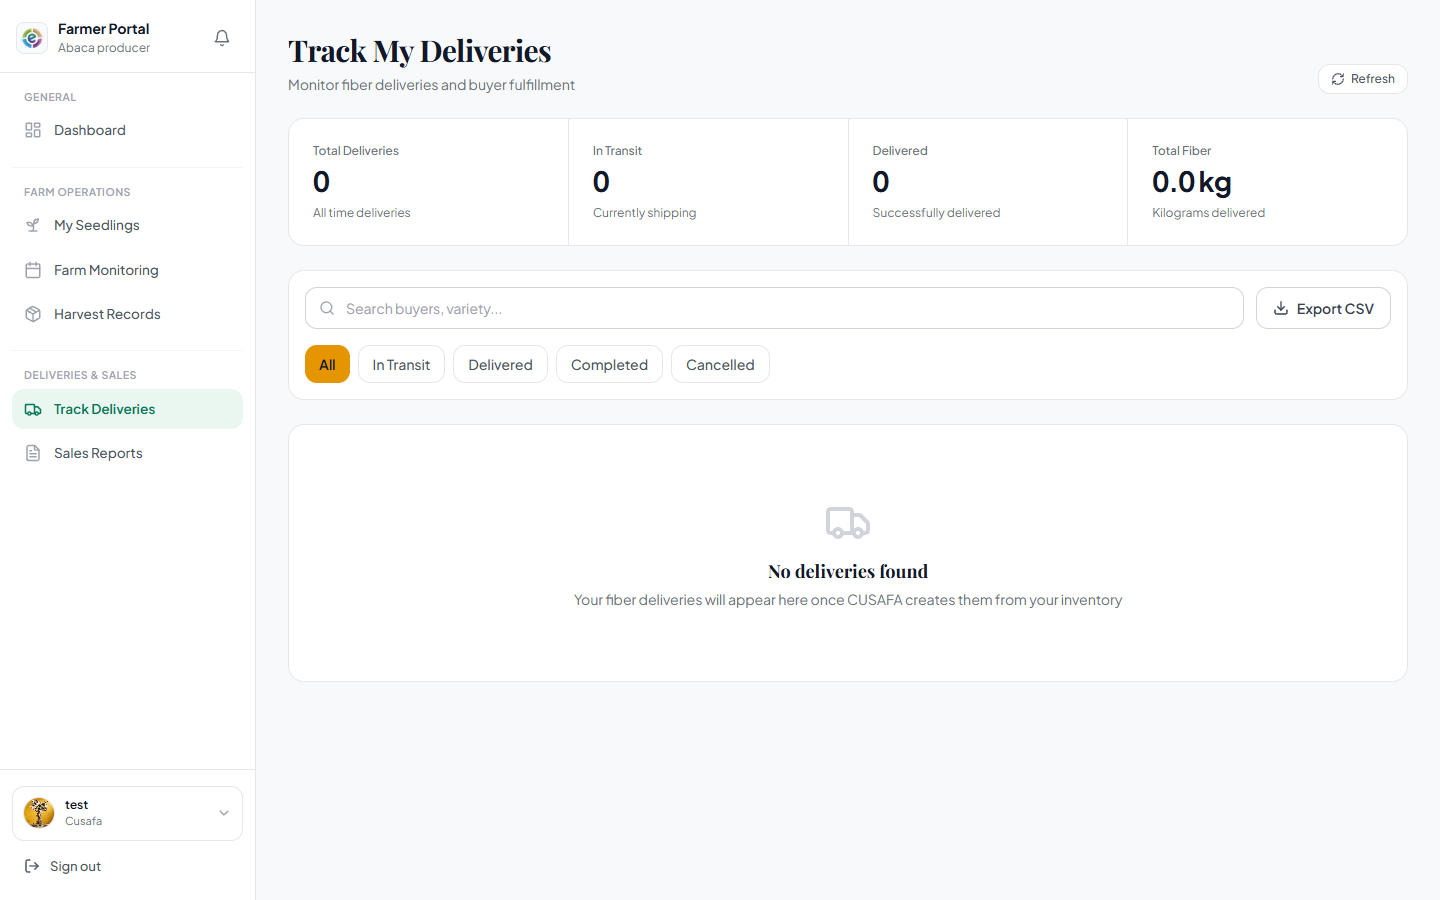 Farmer Portal
Abaca producer
GENERAL
Dashboard
FARM OPERATIONS
My Seedlings
Farm Monitoring
Harvest Records
DELIVERIES & SALES
Track Deliveries
Sales Reports
test
Cusafa
Sign out
Track My Deliveries
Monitor fiber deliveries and buyer fulfillment
Refresh
Total Deliveries
0
All time deliveries
In Transit
0
Currently shipping
Delivered
0
Successfully delivered
Total Fiber
0.0 kg
Kilograms delivered
Search buyers, variety...
Export CSV
All
In Transit
Delivered
Completed
Cancelled
No deliveries found
Your fiber deliveries will appear here once CUSAFA creates them from your inventory